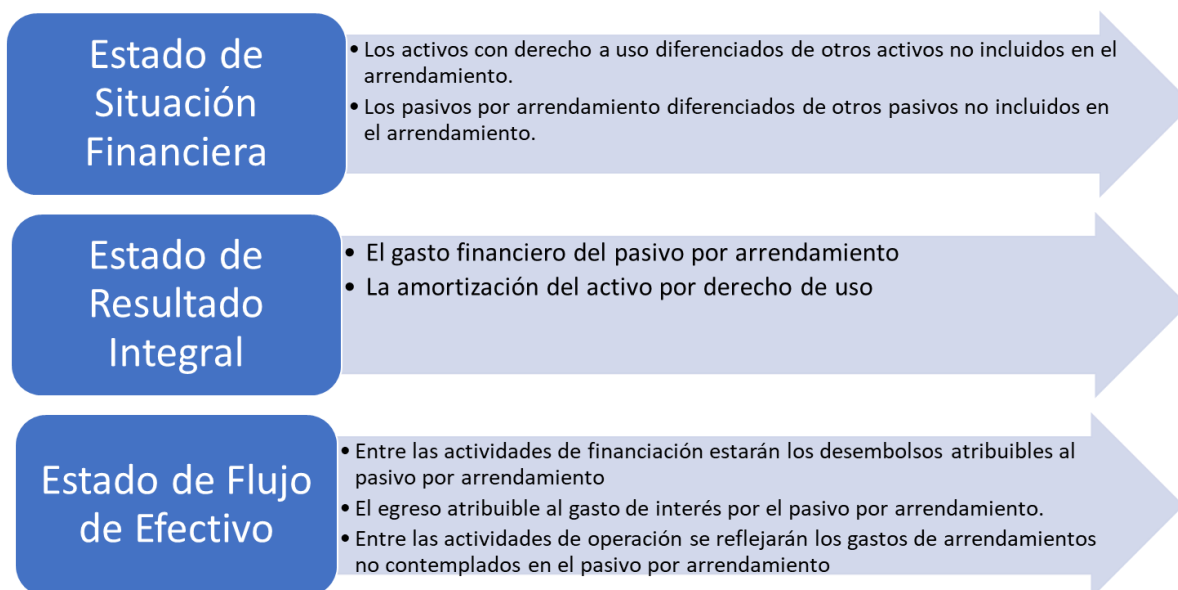 Estado de
Situación
Financiera
• Los activos con derecho a uso diferenciados de otros activos no incluidos en el
arrendamiento.
• Los pasivos por arrendamiento diferenciados de otros pasivos no incluidos en
el arrendamiento.
Estado de
Resultado
Integral
• El gasto financiero del pasivo por arrendamiento
• La amortización del activo por derecho de uso
Estado de Flujo
de Efectivo
• Entre las actividades de financiación estarán los desembolsos atribuibles al
pasivo por arrendamiento
• El egreso atribuible al gasto de interés por el pasivo por arrendamiento.
• Entre las actividades de operación se reflejarán los gastos de arrendamientos
no contemplados en el pasivo por arrendamiento